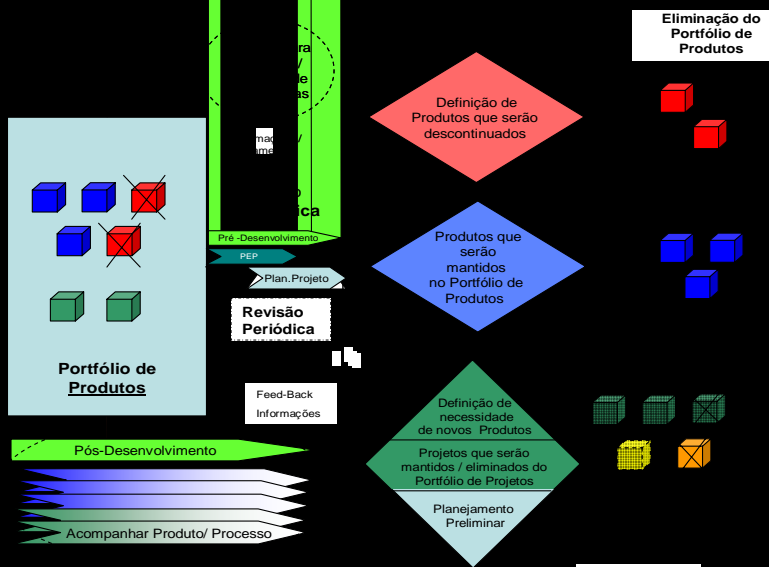 Eliminação do
Portfólio de
Produtos
Definição de
Produtos que serão
descontinuados
Pré -Desenvolvimento
PEP
Plan.Projeto
Produtos que
serão
mantidos
no Portfólio de
Produtos
Revisão
Periódica
Portfólio de
Produtos
Feed-Back
Informações
Definição de
necessidade
de novos Produtos
Projetos que serão
mantidos / eliminados do
Portfólio de Projetos
Planejamento
Preliminar
Pós-Desenvolvimento
Acompanhar Produto/ Processo